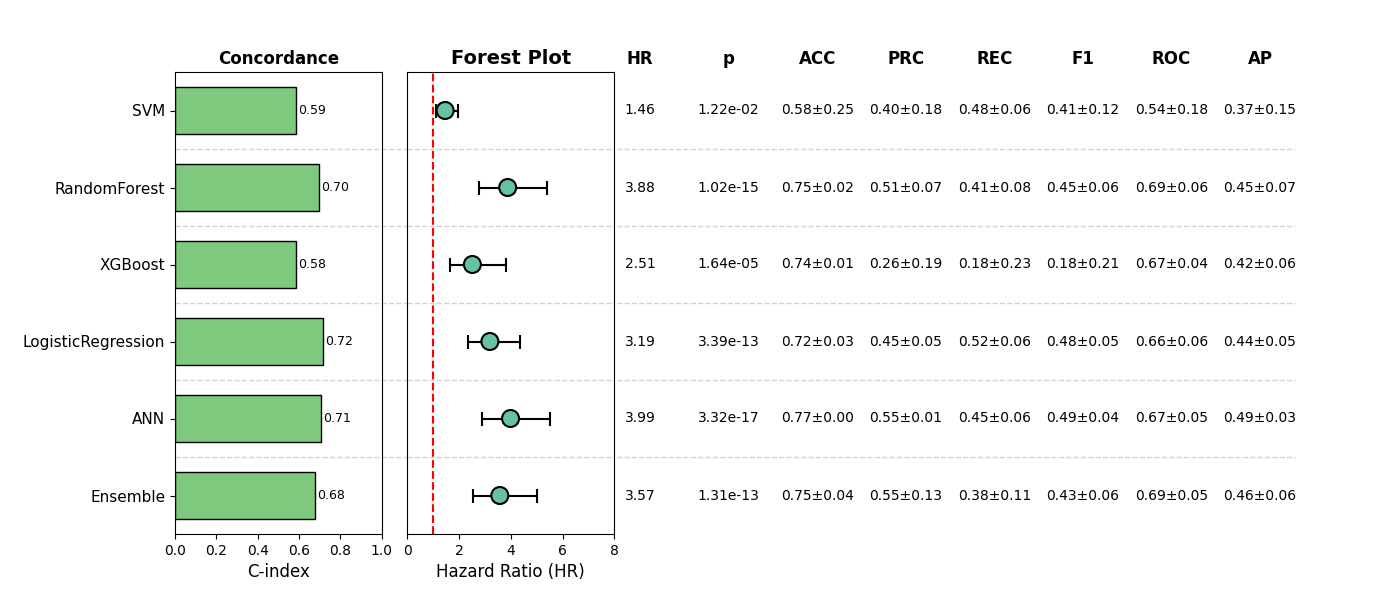 Concordance Forest Plot HR p ACC PRC REC F1 ROC AP
SVM 0.59 1.46 1.22e-02 0.58±0.25 0.40±0.18 0.48±0.06 0.41±0.12 0.54±0.18 0.37±0.15
RandomForest 0.70 3.88 1.02e-15 0.75±0.02 0.51±0.07 0.41±0.08 0.45±0.06 0.69±0.06 0.45±0.07
XGBoost 0.58 2.51 1.64e-05 0.74±0.01 0.26±0.19 0.18±0.23 0.18±0.21 0.67±0.04 0.42±0.06
LogisticRegression 0.72 3.19 3.39e-13 0.72±0.03 0.45±0.05 0.52±0.06 0.48±0.05 0.66±0.06 0.44±0.05
ANN 0.71 3.99 3.32e-17 0.77±0.00 0.55±0.01 0.45±0.06 0.49±0.04 0.67±0.05 0.49±0.03
Ensemble 0.68 3.57 1.31e-13 0.75±0.04 0.55±0.13 0.38±0.11 0.43±0.06 0.69±0.05 0.46±0.06
0.0 0.2 0.4 0.6 0.8 1.0 0 2 4 6 8
C-index Hazard Ratio (HR)